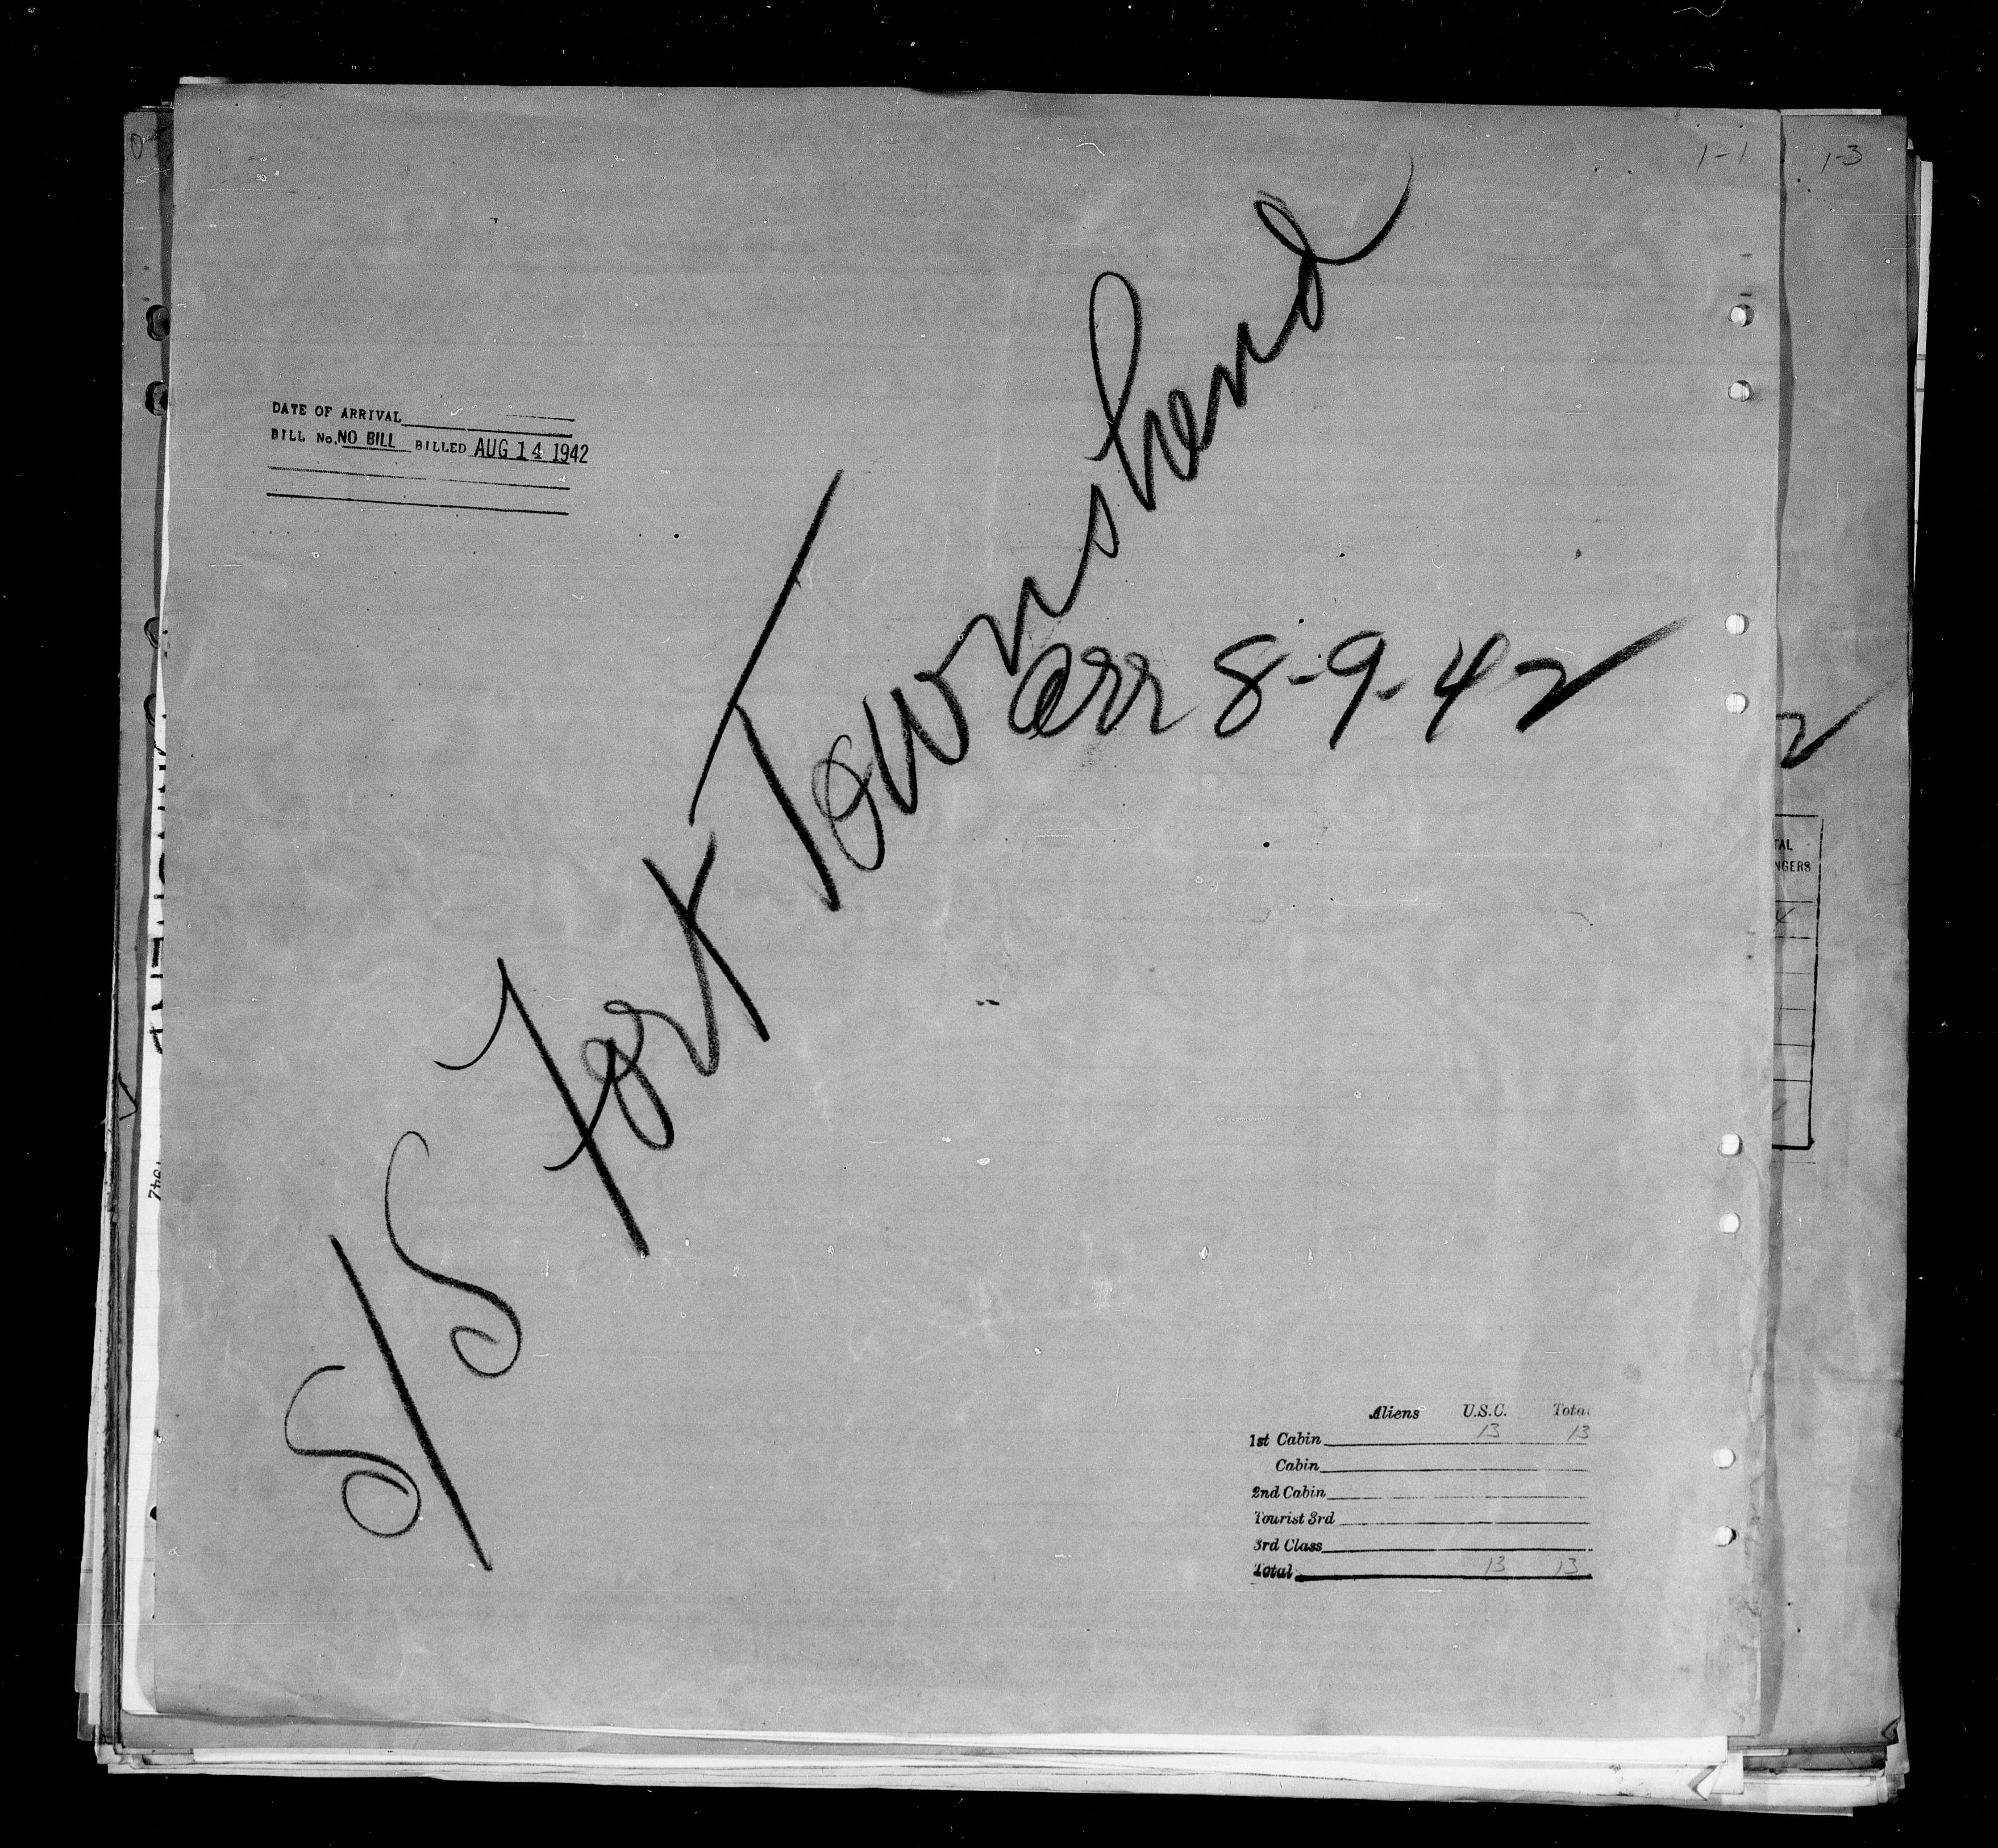 1-1
1-3
DATE OF ARRIVAL
BILL No. NO BILL BILLED AUG 14 1942
S/S Fort Townshend
arr 8-9-42
TAL
NGERS
Aliens U.S.C. Total
1st Cabin 13 13
Cabin
2nd Cabin
Tourist 3rd
3rd Class
Total 13 13
1942